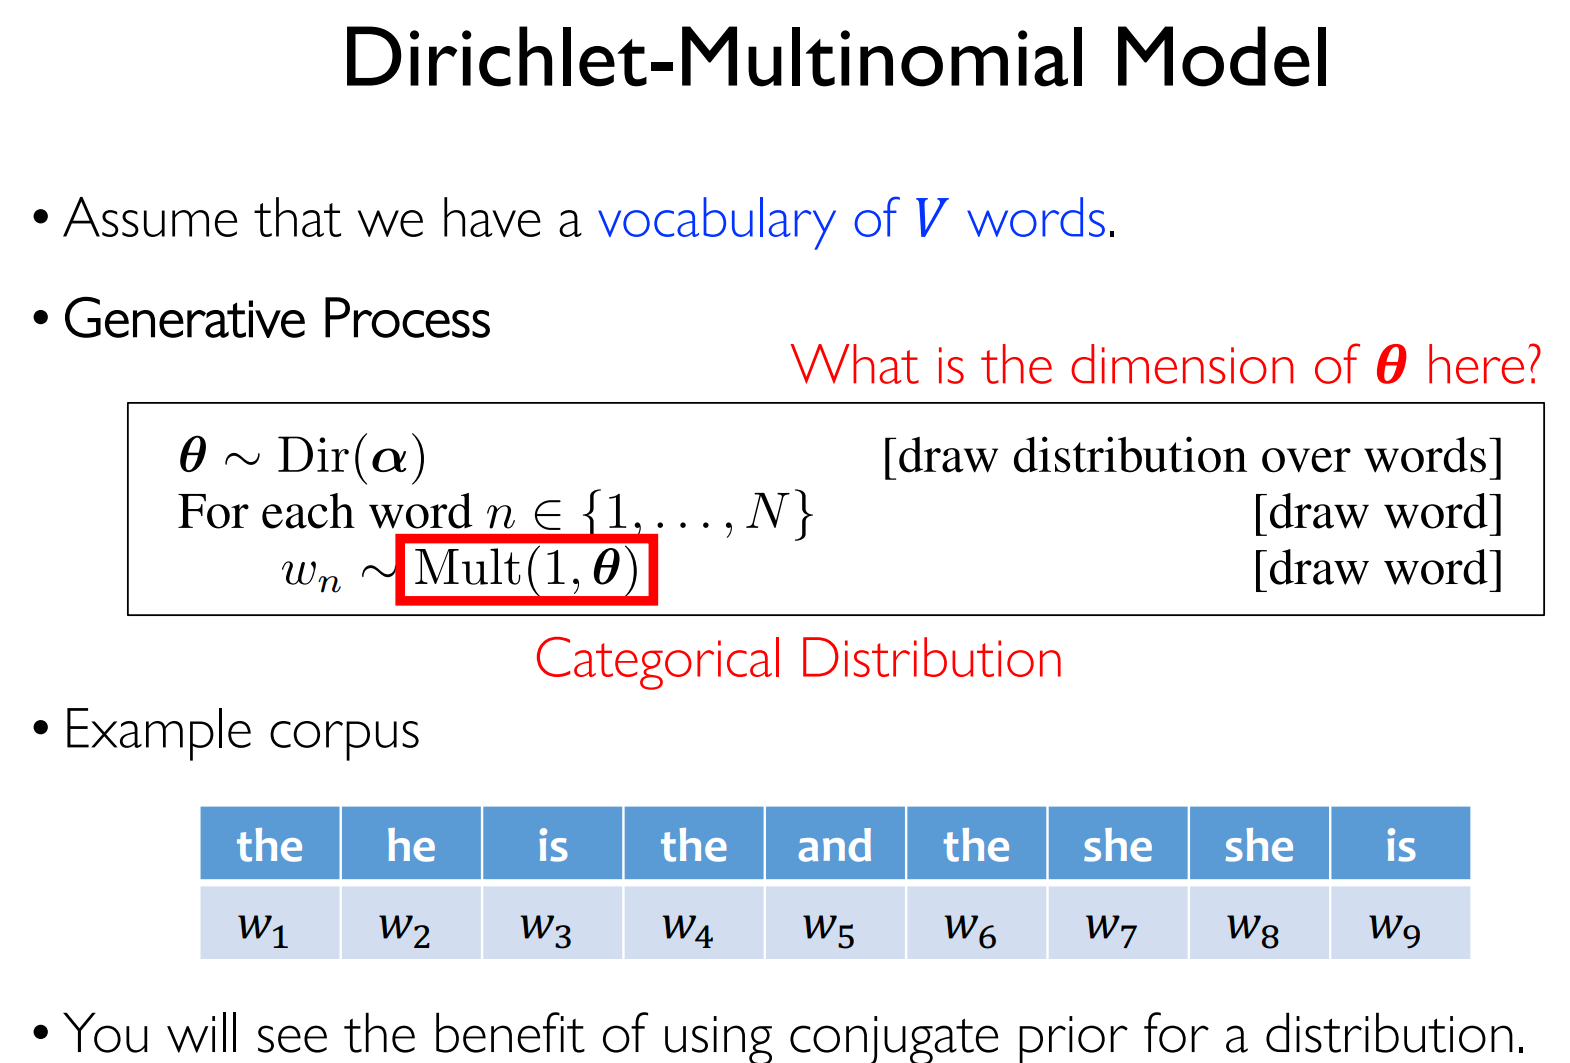 Dirichlet-Multinomial Model
• Assume that we have a vocabulary of V words.
• Generative Process
What is the dimension of θ here?
θ ∼ Dir(α) [draw distribution over words]
For each word n ∈ {1, . . . , N} [draw word]
wₙ ∼ Mult(1, θ) [draw word]
Categorical Distribution
• Example corpus
the he is the and the she she is
w₁ w₂ w₃ w₄ w₅ w₆ w₇ w₈ w₉
• You will see the benefit of using conjugate prior for a distribution.